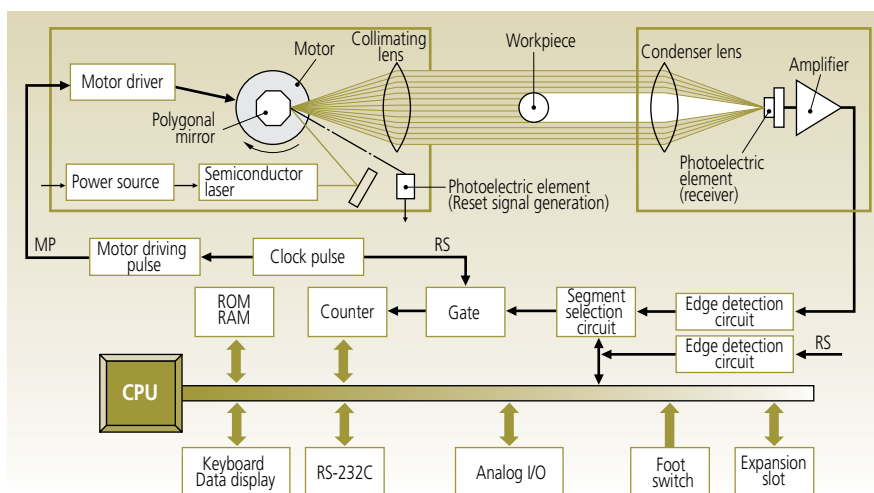 Motor
Collimating
lens
Workpiece
Condenser lens
Amplifier
Motor driver
Polygonal
mirror
Power source
Semiconductor
laser
Photoelectric element
(Reset signal generation)
Photoelectric
element
(receiver)
MP
Motor driving
pulse
Clock pulse
RS
ROM
RAM
Counter
Gate
Segment
selection
circuit
Edge detection
circuit
Edge detection
circuit
RS
CPU
Keyboard
Data display
RS-232C
Analog I/O
Foot
switch
Expansion
slot